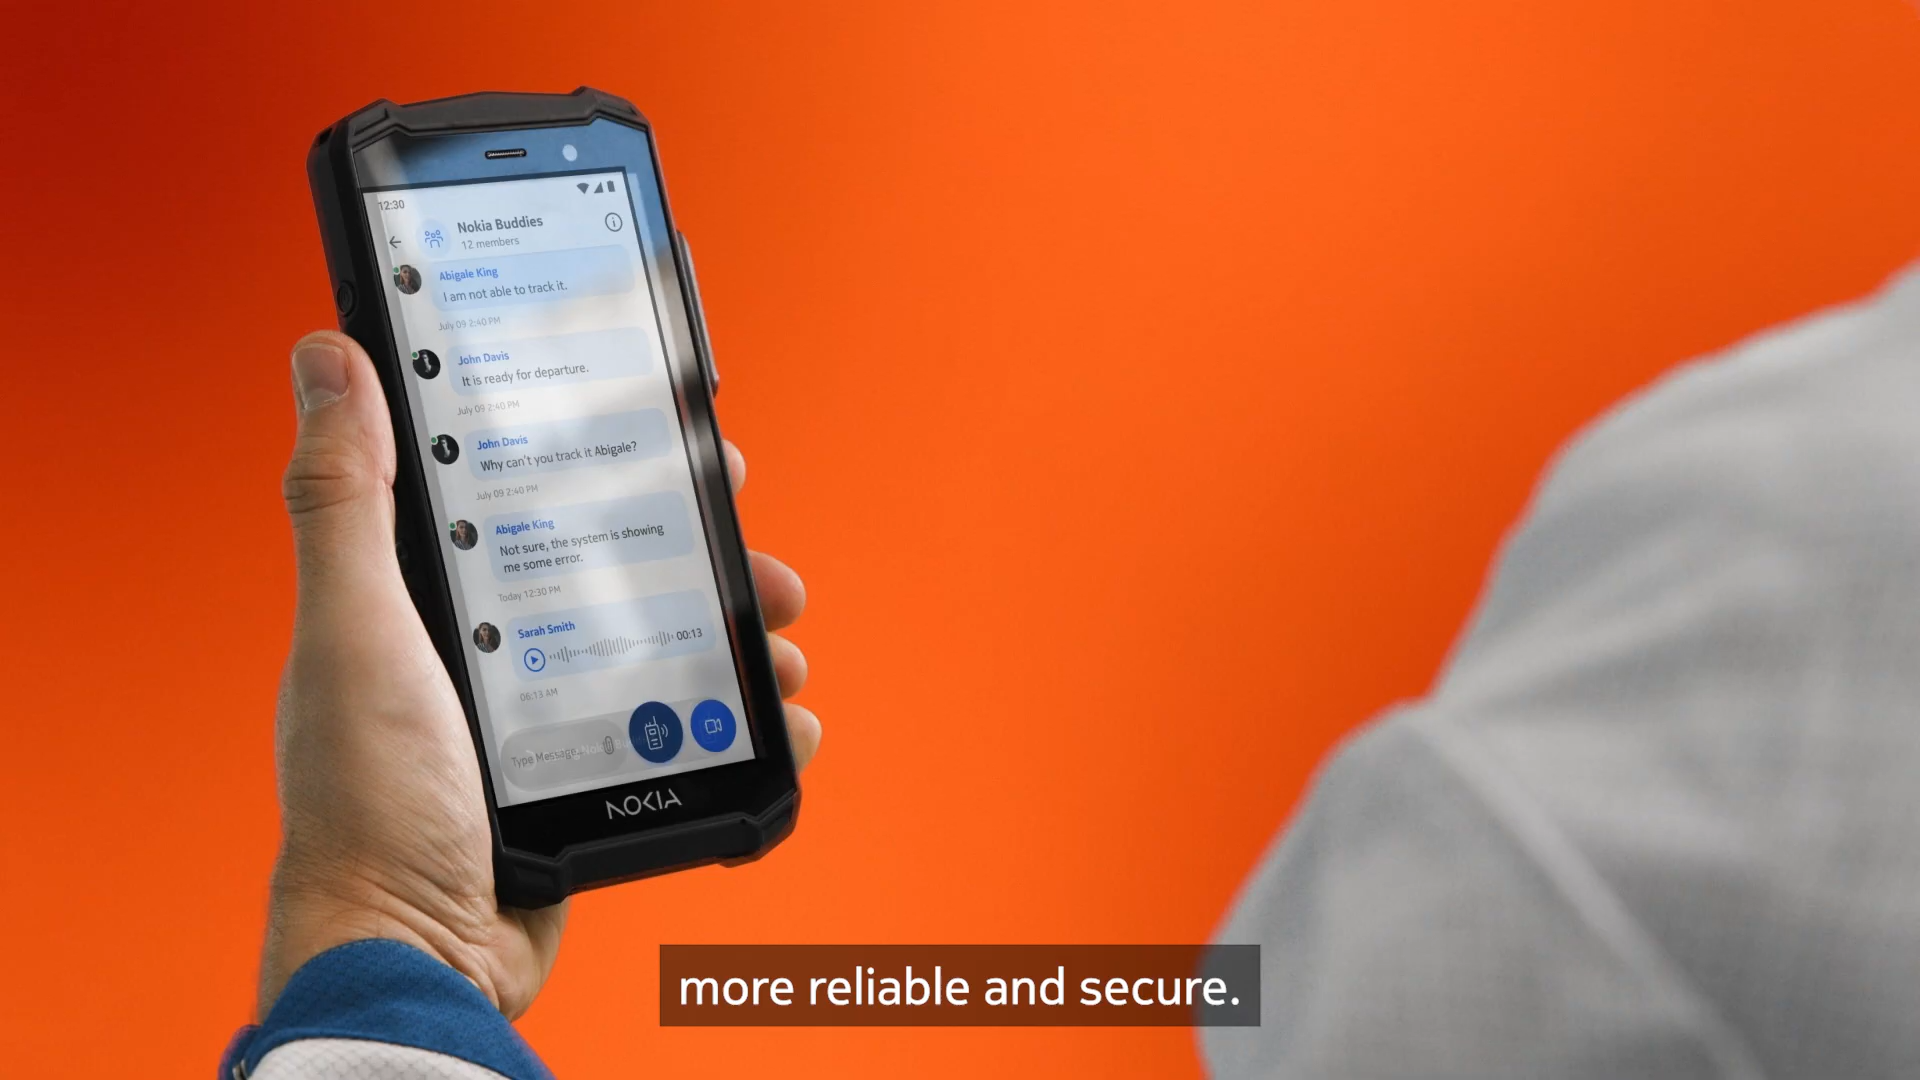 12:30
Nokia Buddies
12 members
Abigale King
I am not able to track it.
July 09 2:40 PM
John Davis
It is ready for departure.
July 09 2:40 PM
John Davis
Why can't you track it Abigale?
July 09 2:40 PM
Abigale King
Not sure, the system is showing
me some error.
Today 12:30 PM
Sarah Smith
00:13
06:13 AM
Type Message..
NOKIA
more reliable and secure.